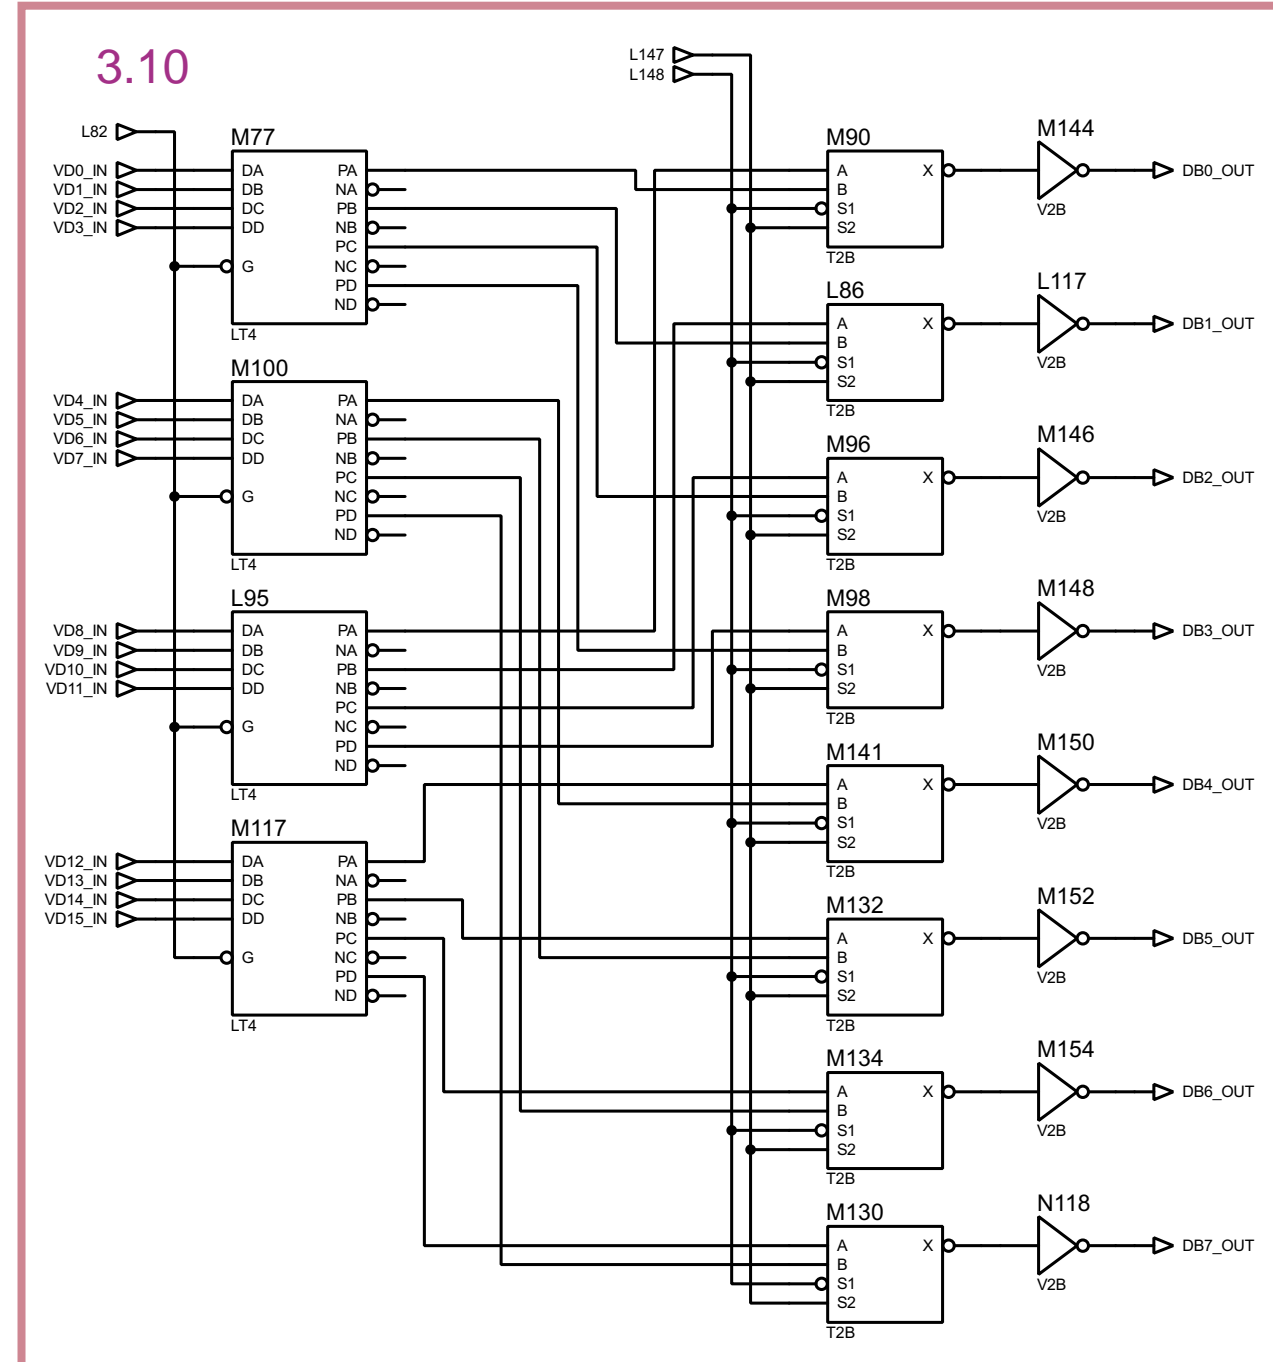 3.10
L147
L148
L82
VD0_IN
VD1_IN
VD2_IN
VD3_IN
M77
DA PA
DB NA
DC PB
DD NB
PC
G NC
PD
ND
LT4
VD4_IN
VD5_IN
VD6_IN
VD7_IN
M100
DA PA
DB NA
DC PB
DD NB
PC
G NC
PD
ND
LT4
VD8_IN
VD9_IN
VD10_IN
VD11_IN
L95
DA PA
DB NA
DC PB
DD NB
PC
G NC
PD
ND
LT4
VD12_IN
VD13_IN
VD14_IN
VD15_IN
M117
DA PA
DB NA
DC PB
DD NB
PC
G NC
PD
ND
LT4
M90
A X
B
S1
S2
T2B
M144
V2B
DB0_OUT
L86
A X
B
S1
S2
T2B
L117
V2B
DB1_OUT
M96
A X
B
S1
S2
T2B
M146
V2B
DB2_OUT
M98
A X
B
S1
S2
T2B
M148
V2B
DB3_OUT
M141
A X
B
S1
S2
T2B
M150
V2B
DB4_OUT
M132
A X
B
S1
S2
T2B
M152
V2B
DB5_OUT
M134
A X
B
S1
S2
T2B
M154
V2B
DB6_OUT
M130
A X
B
S1
S2
T2B
N118
V2B
DB7_OUT